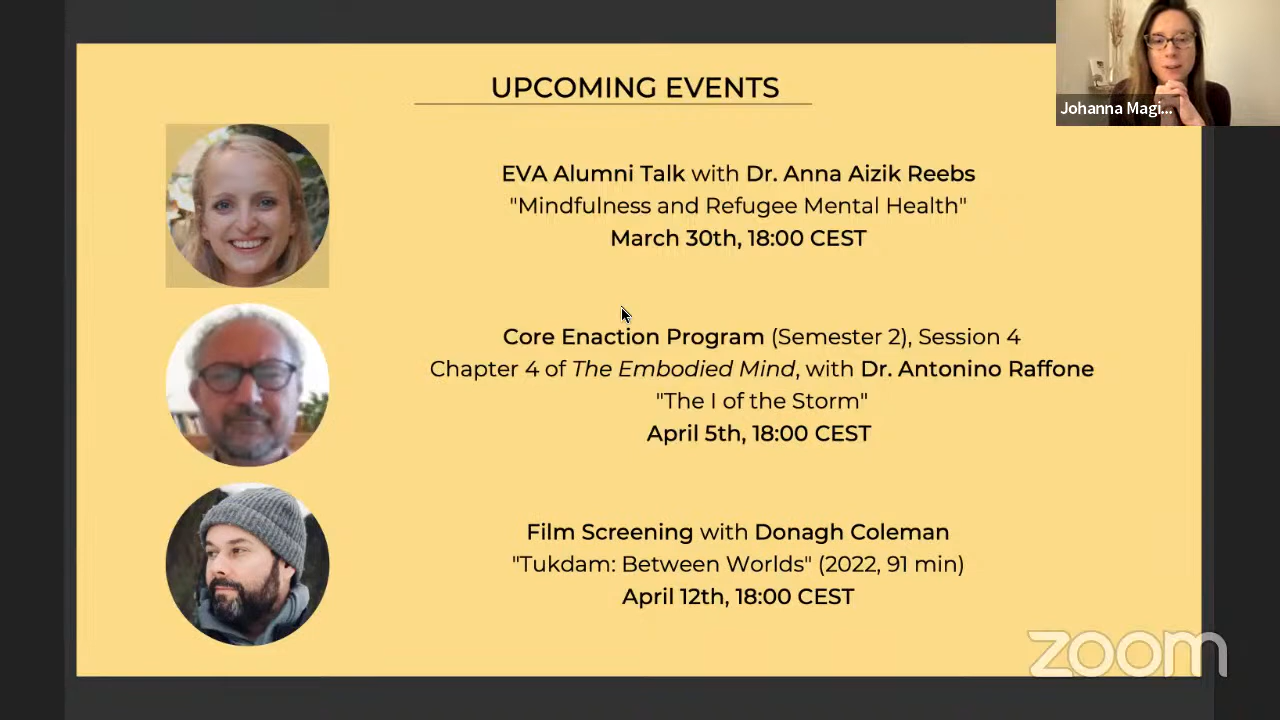 UPCOMING EVENTS
Johanna Magi...
EVA Alumni Talk with Dr. Anna Aizik Reebs
"Mindfulness and Refugee Mental Health"
March 30th, 18:00 CEST
Core Enaction Program (Semester 2), Session 4
Chapter 4 of The Embodied Mind, with Dr. Antonino Raffone
"The I of the Storm"
April 5th, 18:00 CEST
Film Screening with Donagh Coleman
"Tukdam: Between Worlds" (2022, 91 min)
April 12th, 18:00 CEST
zoom